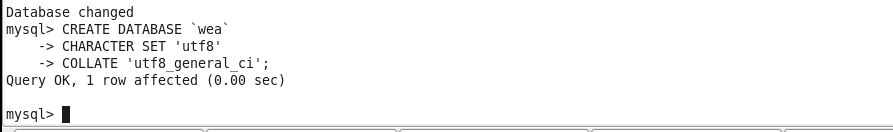 Database changed
mysql> CREATE DATABASE `wea`
    -> CHARACTER SET 'utf8'
    -> COLLATE 'utf8_general_ci';
Query OK, 1 row affected (0.00 sec)

mysql>